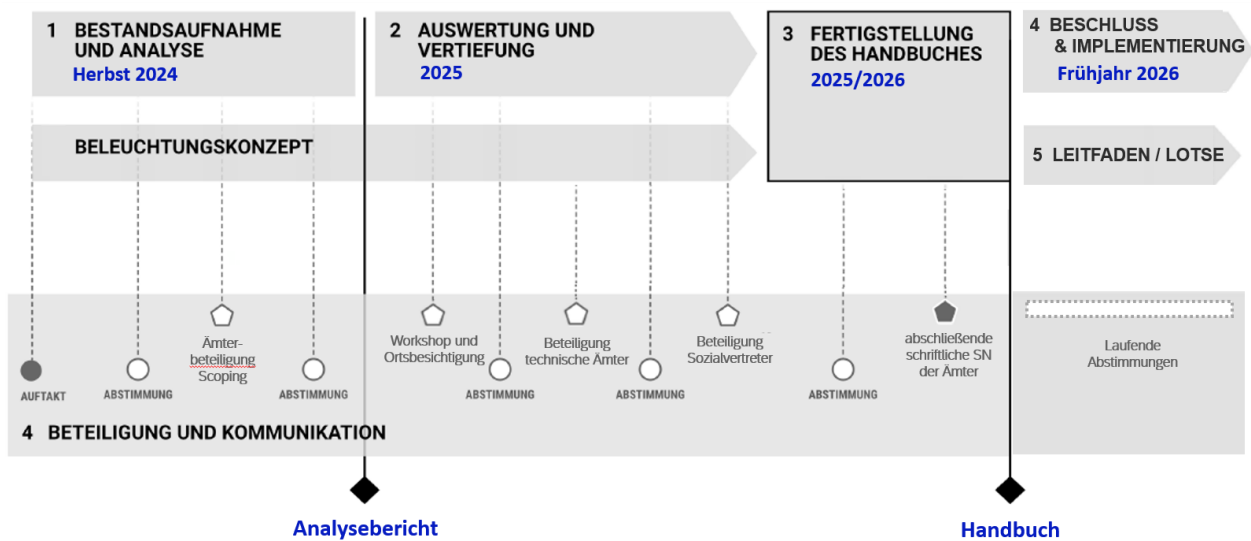 1 BESTANDSAUFNAHME
UND ANALYSE
Herbst 2024
2 AUSWERTUNG UND
VERTIEFUNG
2025
3 FERTIGSTELLUNG
DES HANDBUCHES
2025/2026
4 BESCHLUSS
& IMPLEMENTIERUNG
Frühjahr 2026
BELEUCHTUNGSKONZEPT
5 LEITFADEN / LOTSE
Ämter-
beteiligung
Scoping
Workshop und
Ortsbesichtigung
Beteiligung
technische Ämter
Beteiligung
Sozialvertreter
abschließende
schriftliche SN
der Ämter
Laufende
Abstimmungen
AUFTAKT
ABSTIMMUNG
ABSTIMMUNG
ABSTIMMUNG
ABSTIMMUNG
ABSTIMMUNG
4 BETEILIGUNG UND KOMMUNIKATION
Analysebericht
Handbuch